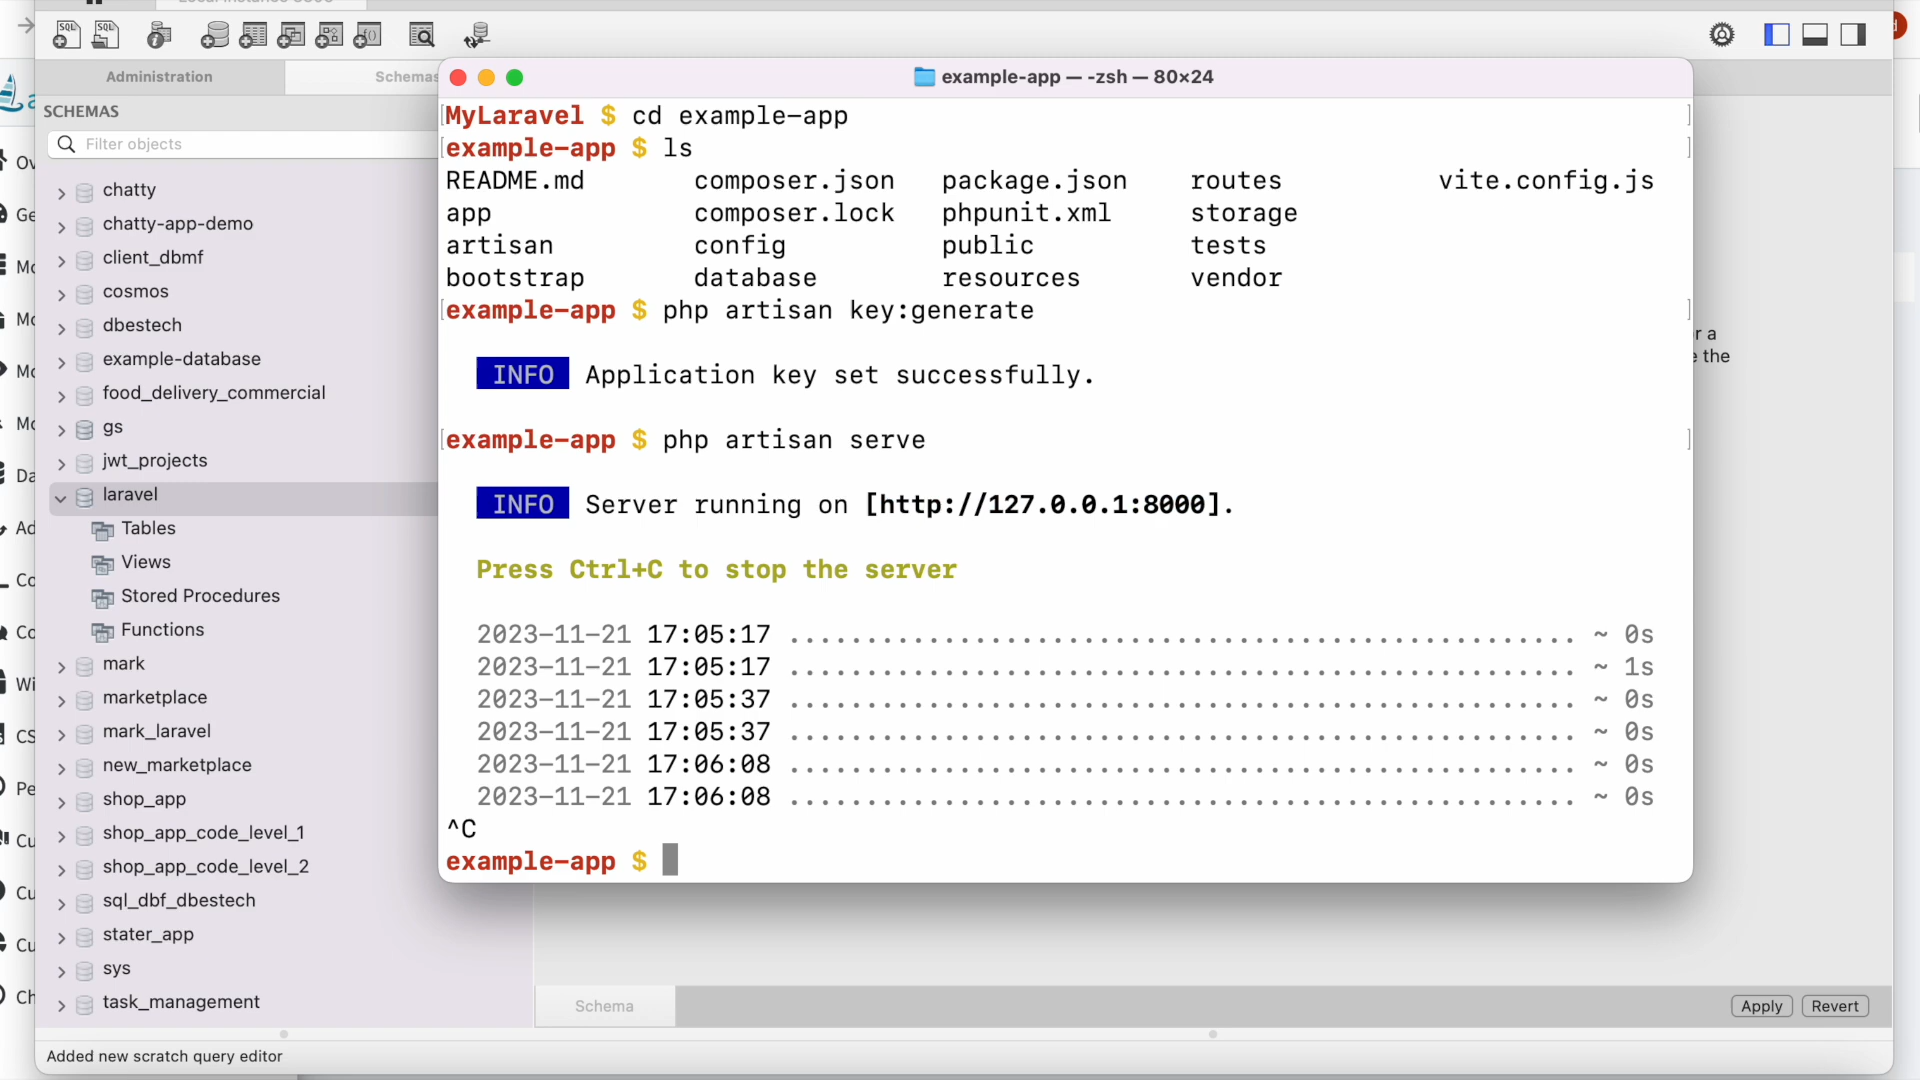 Administration
Schemas
SCHEMAS
Filter objects
chatty
chatty-app-demo
client_dbmf
cosmos
dbestech
example-database
food_delivery_commercial
gs
jwt_projects
laravel
Tables
Views
Stored Procedures
Functions
mark
marketplace
mark_laravel
new_marketplace
shop_app
shop_app_code_level_1
shop_app_code_level_2
sql_dbf_dbestech
stater_app
sys
task_management
example-app — -zsh — 80×24
MyLaravel $ cd example-app
example-app $ ls
README.md composer.json package.json routes vite.config.js
app composer.lock phpunit.xml storage
artisan config public tests
bootstrap database resources vendor
example-app $ php artisan key:generate
INFO Application key set successfully.
example-app $ php artisan serve
INFO Server running on [http://127.0.0.1:8000].
Press Ctrl+C to stop the server
2023-11-21 17:05:17 ................................................... ~ 0s
2023-11-21 17:05:17 ................................................... ~ 1s
2023-11-21 17:05:37 ................................................... ~ 0s
2023-11-21 17:05:37 ................................................... ~ 0s
2023-11-21 17:06:08 ................................................... ~ 0s
2023-11-21 17:06:08 ................................................... ~ 0s
^C
example-app $
r a
e the
Schema
Apply Revert
Added new scratch query editor